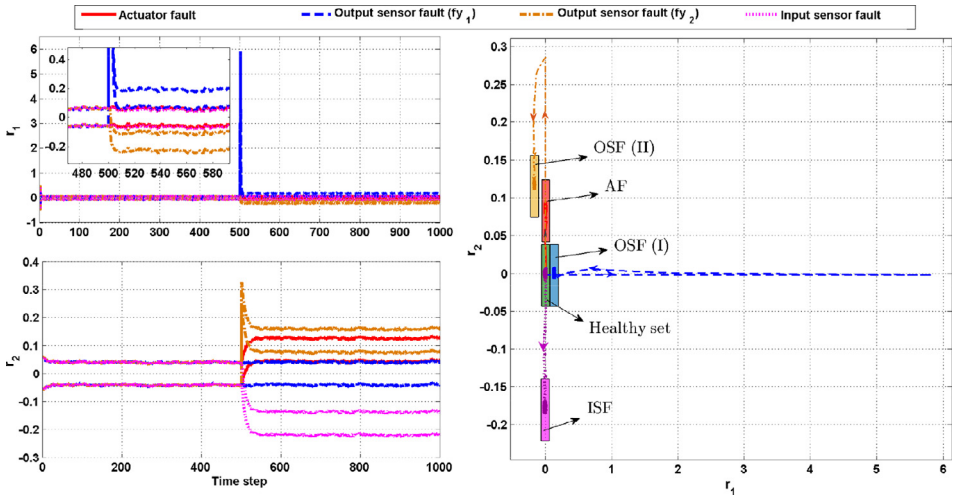 Actuator fault
Output sensor fault (fy 1)
Output sensor fault (fy 2)
Input sensor fault
6
5
4
3
2
1
0
-1
r1
0.4
0.2
0
-0.2
480 500 520 540 560 580
0 100 200 300 400 500 600 700 800 900 1000
0.4
0.3
0.2
0.1
0
-0.1
-0.2
-0.3
r2
0 200 400 600 800 1000
Time step
0.3
0.25
0.2
0.15
0.1
0.05
0
-0.05
-0.1
-0.15
-0.2
r2
OSF (II)
AF
OSF (I)
Healthy set
ISF
0 1 2 3 4 5 6
r1